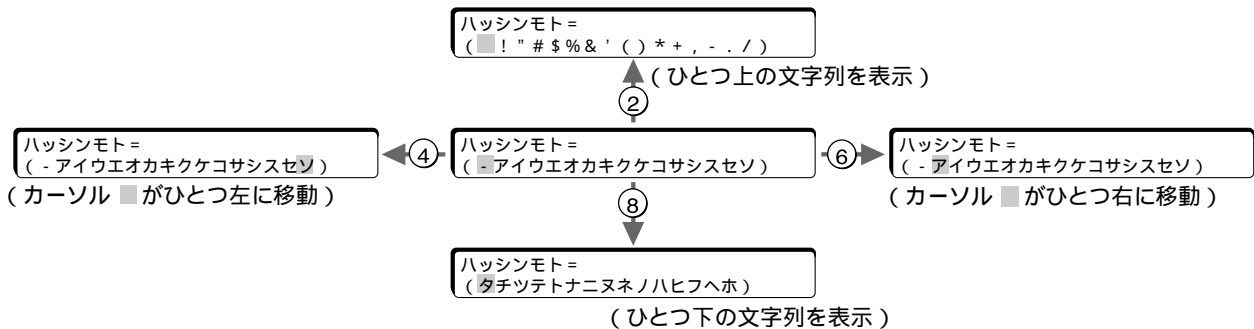 ハッシンモト=
( ! " # $ % & ' ( ) * + , - . / )
(ひとつ上の文字列を表示)
②
ハッシンモト=
( - アイウエオカキクケコサシスセソ )
(カーソル がひとつ左に移動)
④
ハッシンモト=
( - アイウエオカキクケコサシスセソ )
⑥
ハッシンモト=
( - アイウエオカキクケコサシスセソ )
(カーソル がひとつ右に移動)
⑧
ハッシンモト=
( タチツテトナニヌネノハヒフヘホ )
(ひとつ下の文字列を表示)